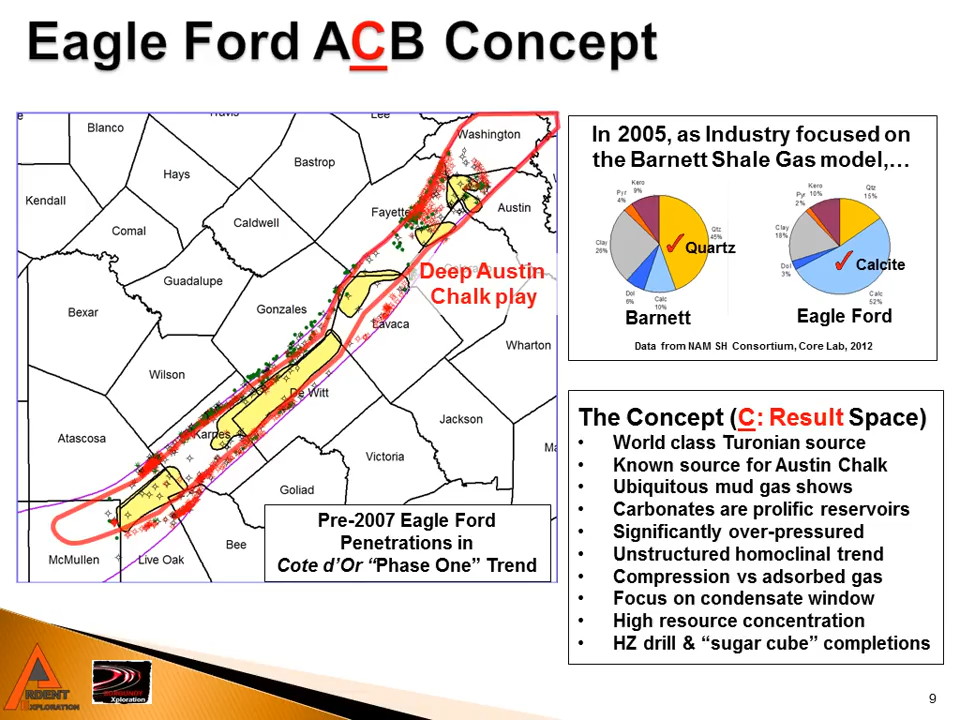 Eagle Ford ACB Concept
Travis
Lee
Blanco
Washington
Bastrop
Hays
Kendall
Austin
Fayette
Caldwell
Comal
Deep Austin
Chalk play
Guadalupe
Gonzales
Bexar
Lavaca
Wharton
Wilson
De Witt
Jackson
Karnes
Atascosa
Victoria
Ma
Goliad
Bee
McMullen
Live Oak
Pre-2007 Eagle Ford
Penetrations in
Cote d’Or “Phase One” Trend
In 2005, as Industry focused on
the Barnett Shale Gas model,…
Kero
9%
Pyr
4%
Clay
26%
Dol
6%
Calc
10%
Qtz
45%
Quartz
Barnett
Kero
10%
Pyr
2%
Clay
18%
Dol
3%
Qtz
15%
Calcite
Calc
52%
Eagle Ford
Data from NAM SH Consortium, Core Lab, 2012
The Concept (C: Result Space)
• World class Turonian source
• Known source for Austin Chalk
• Ubiquitous mud gas shows
• Carbonates are prolific reservoirs
• Significantly over-pressured
• Unstructured homoclinal trend
• Compression vs adsorbed gas
• Focus on condensate window
• High resource concentration
• HZ drill & “sugar cube” completions
ARDENT
EXPLORATION
BURGUNDY
Xploration
9